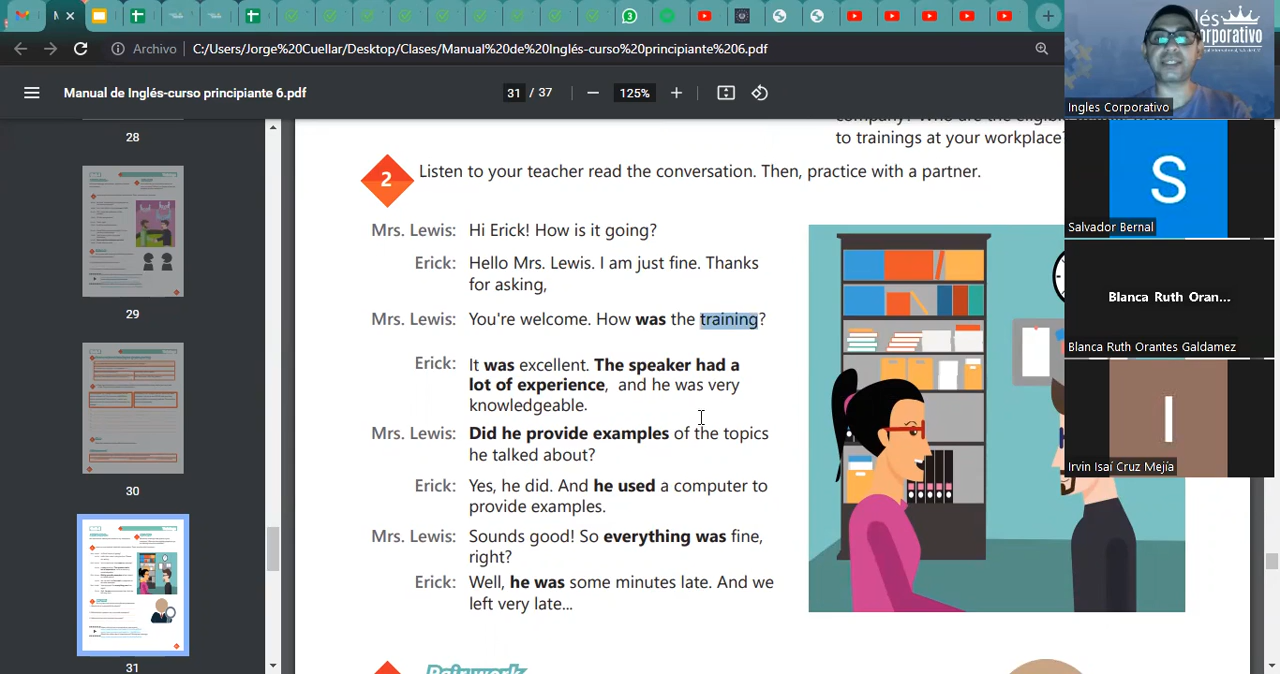 3
Archivo
C:/Users/Jorge%20Cuellar/Desktop/Clases/Manual%20de%20Inglés-curso%20principiante%206.pdf
Manual de Inglés-curso principiante 6.pdf
31 / 37
125%
lés
orporativo
Ingles Corporativo
28
29
30
31
to trainings at your workplace?
2
Listen to your teacher read the conversation. Then, practice with a partner.
Mrs. Lewis: Hi Erick! How is it going?
Erick: Hello Mrs. Lewis. I am just fine. Thanks
for asking,
Mrs. Lewis: You're welcome. How was the training?
Erick: It was excellent. The speaker had a
lot of experience, and he was very
knowledgeable.
Mrs. Lewis: Did he provide examples of the topics
he talked about?
Erick: Yes, he did. And he used a computer to
provide examples.
Mrs. Lewis: Sounds good! So everything was fine,
right?
Erick: Well, he was some minutes late. And we
left very late...
Pair work
S
Salvador Bernal
Blanca Ruth Oran...
Blanca Ruth Orantes Galdamez
I
Irvin Isaí Cruz Mejía